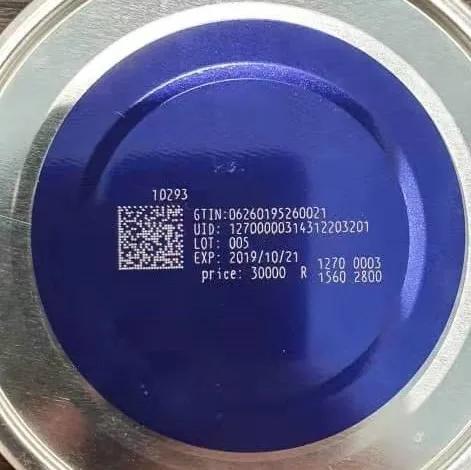 10293
GTIN:06260195260021
UID: 12700000314312203201
LOT: 005
EXP: 2019/10/21
price: 30000 R
1270 0003
1560 2800